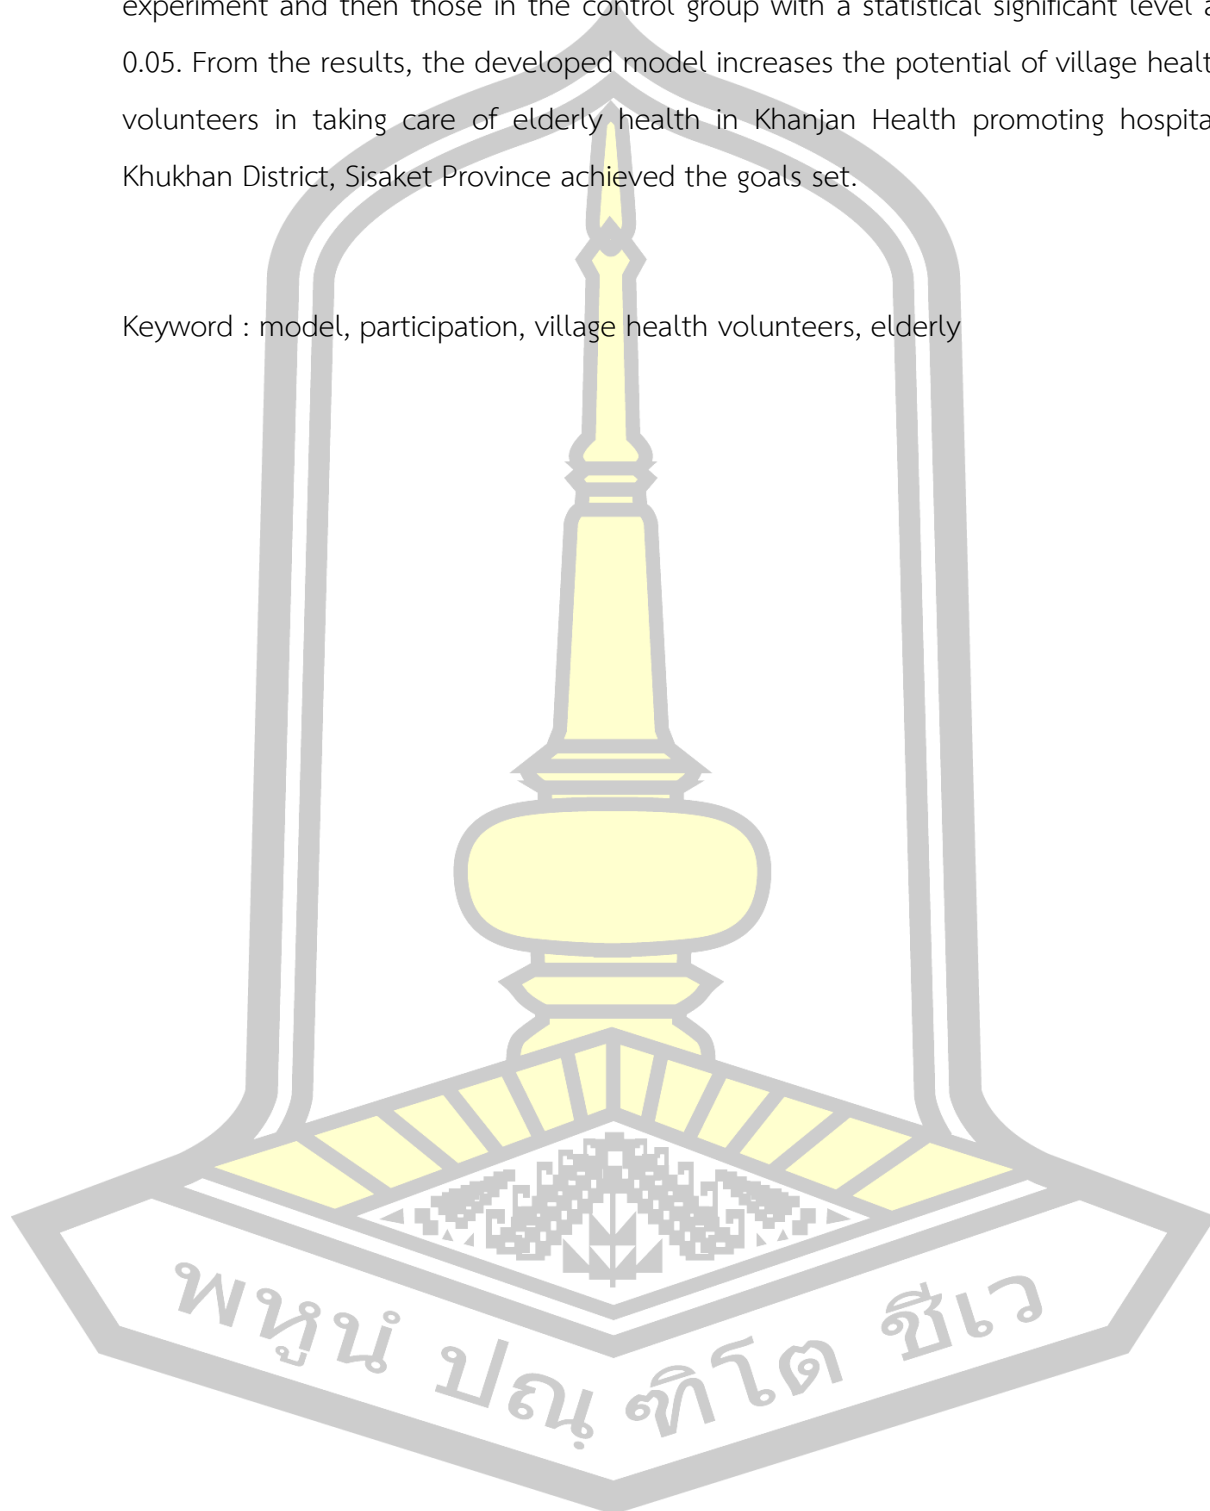 experiment and then those in the control group with a statistical significant level a
0.05. From the results, the developed model increases the potential of village healt
volunteers in taking care of elderly health in Khanjan Health promoting hospita
Khukhan District, Sisaket Province achieved the goals set.
Keyword : model, participation, village health volunteers, elderly
พหูนํ ปณฺฑิโต ชีเว